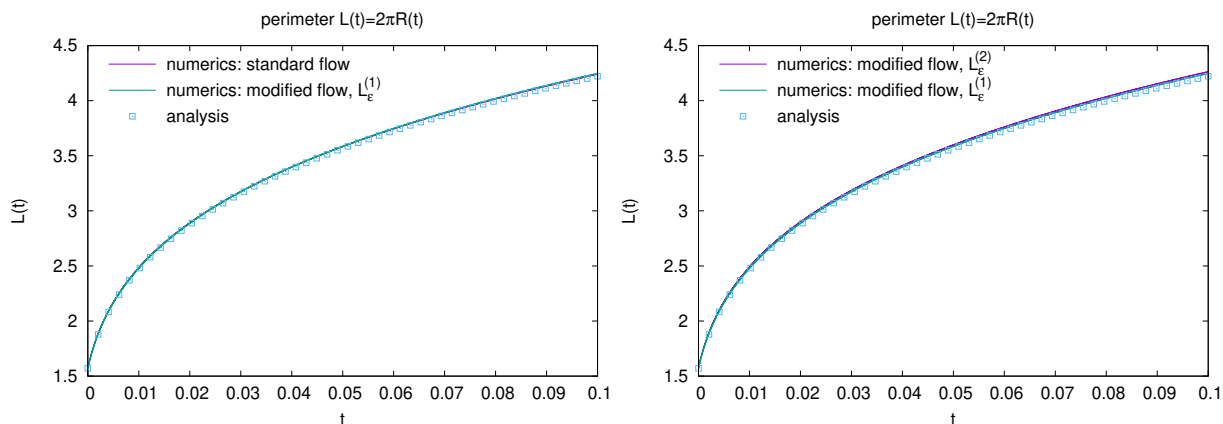 perimeter L(t)=2πR(t)
4.5
4
3.5
3
2.5
2
1.5
L(t)
numerics: standard flow
numerics: modified flow, Lε(1)
analysis
0 0.01 0.02 0.03 0.04 0.05 0.06 0.07 0.08 0.09 0.1
t
perimeter L(t)=2πR(t)
4.5
4
3.5
3
2.5
2
1.5
L(t)
numerics: modified flow, Lε(2)
numerics: modified flow, Lε(1)
analysis
0 0.01 0.02 0.03 0.04 0.05 0.06 0.07 0.08 0.09 0.1
t